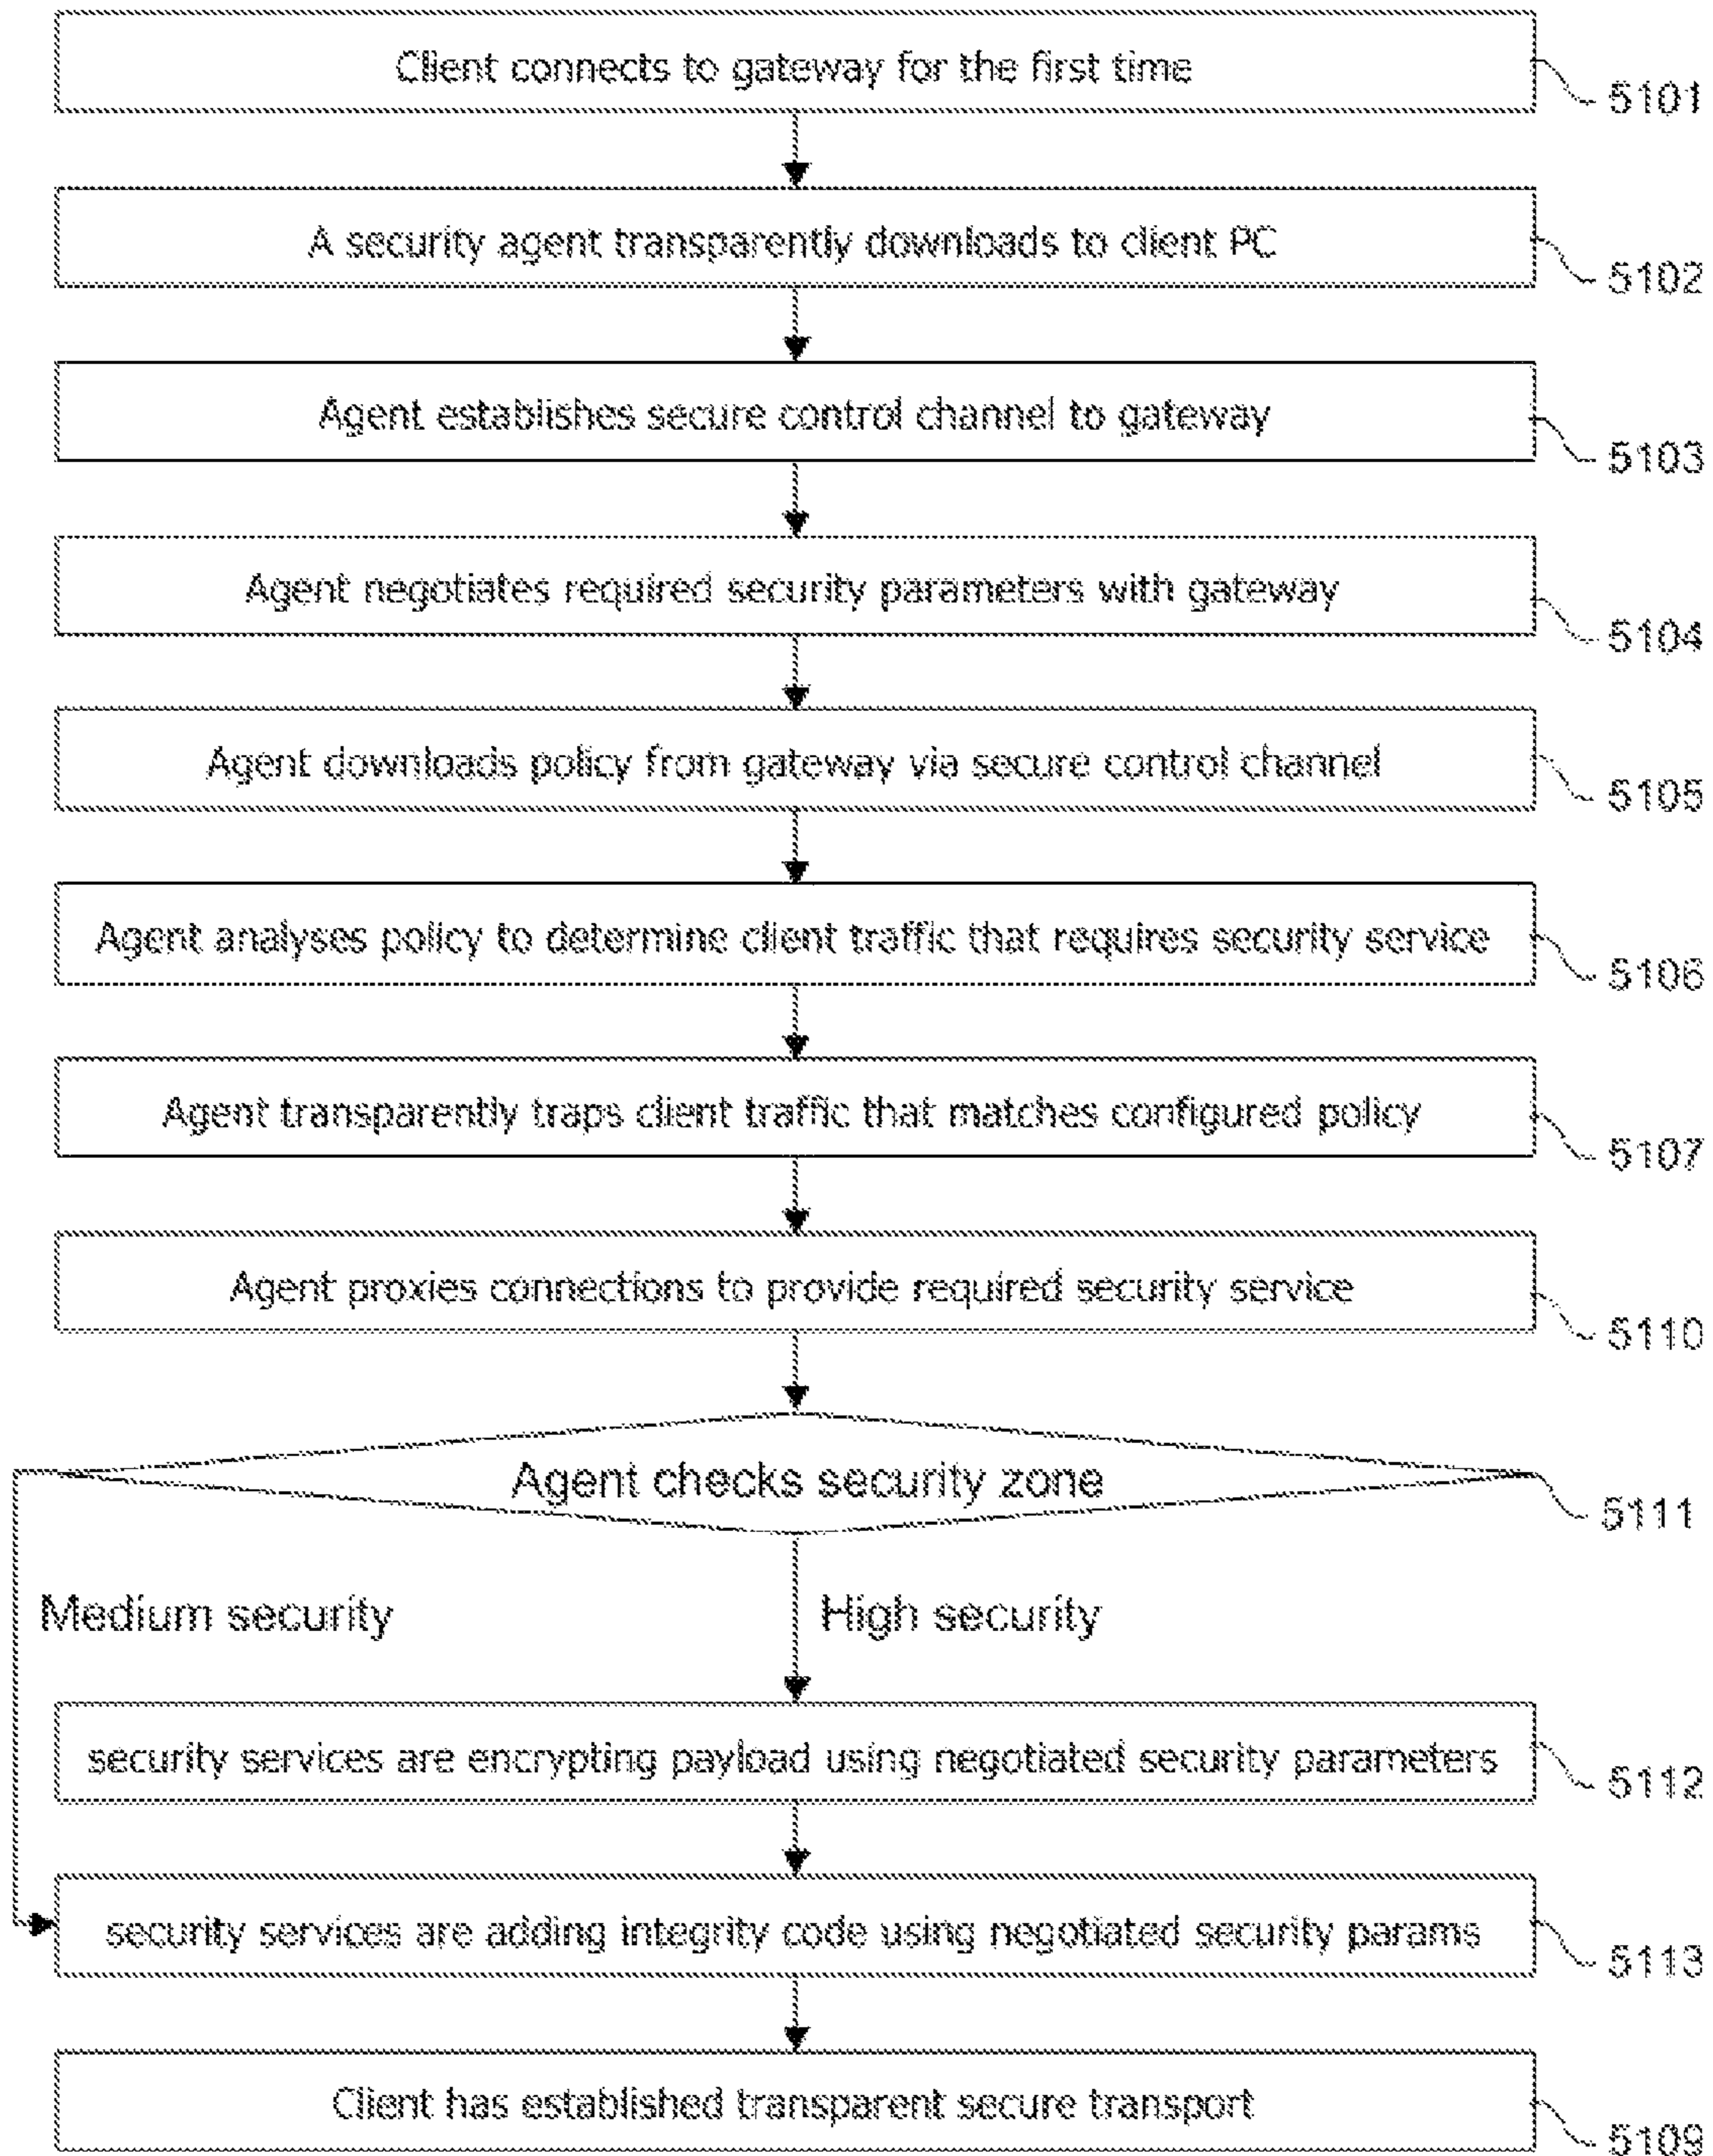 Client connects to gateway for the first time
5101
A security agent transparently downloads to client PC
5102
Agent establishes secure control channel to gateway
5103
Agent negotiates required security parameters with gateway
5104
Agent downloads policy from gateway via secure control channel
5105
Agent analyses policy to determine client traffic that requires security service
5106
Agent transparently traps client traffic that matches configured policy
5107
Agent proxies connections to provide required security service
5110
Agent checks security zone
5111
Medium security
High security
security services are encrypting payload using negotiated security parameters
5112
security services are adding integrity code using negotiated security params
5113
Client has established transparent secure transport
5109